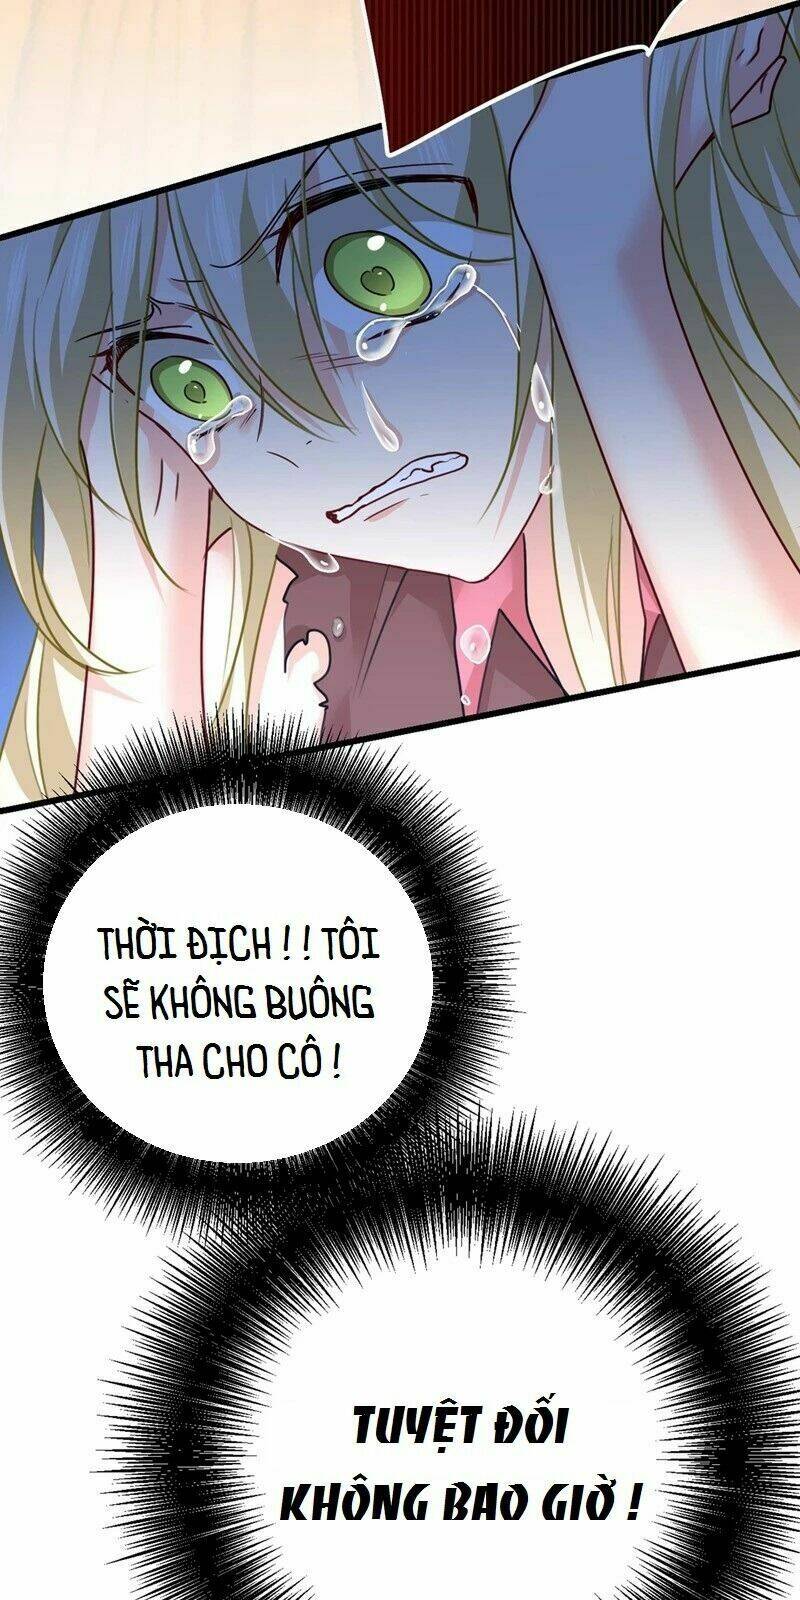 THỜI ĐỊCH!! TÔI
SẼ KHÔNG BUÔNG
THA CHO CÔ!
TUYỆT ĐỐI
KHÔNG BAO GIỜ!